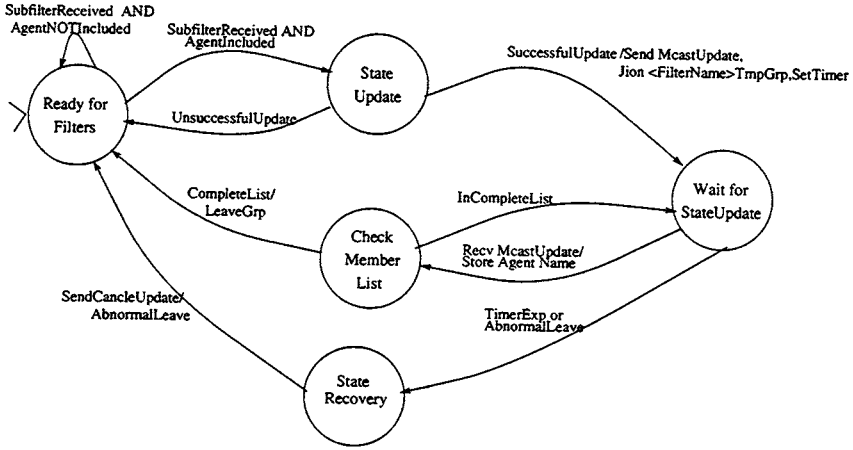 SubfilterReceived AND
AgentNOTIncluded
SubfilterReceived AND
AgentIncluded
State
Update
SuccessfulUpdate/Send McastUpdate,
Jion <FilterName>TmpGrp,SetTimer
Ready for
Filters
UnsuccessfulUpdate
CompleteList/
LeaveGrp
InCompleteList
Wait for
StateUpdate
Check
Member
List
Recv McastUpdate/
Store Agent Name
SendCancleUpdate/
AbnormalLeave
TimerExp or
AbnormalLeave
State
Recovery